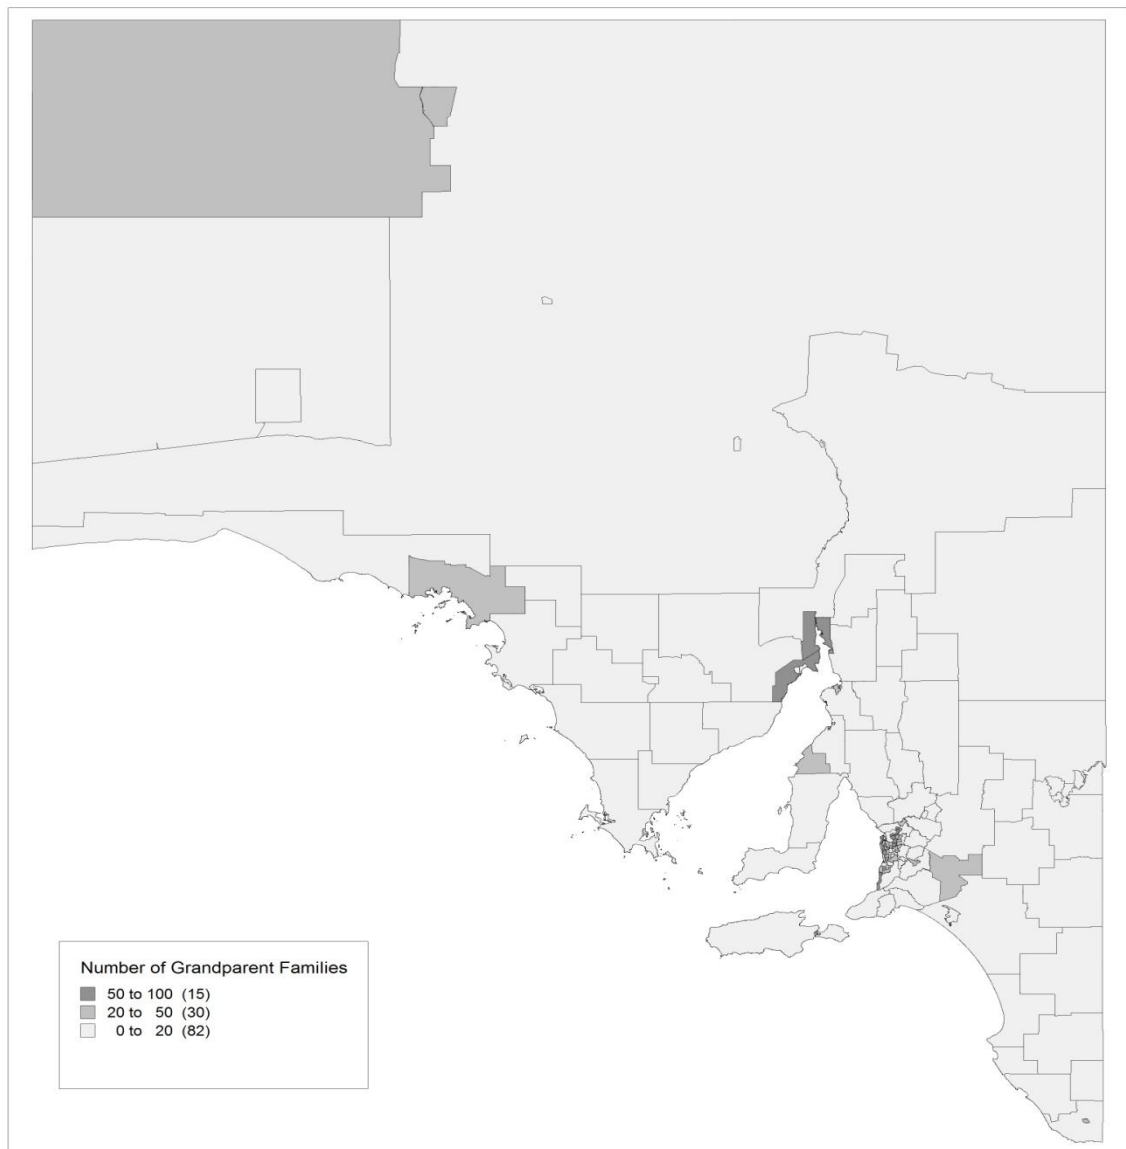 Number of Grandparent Families
50 to 100 (15)
20 to 50 (30)
0 to 20 (82)